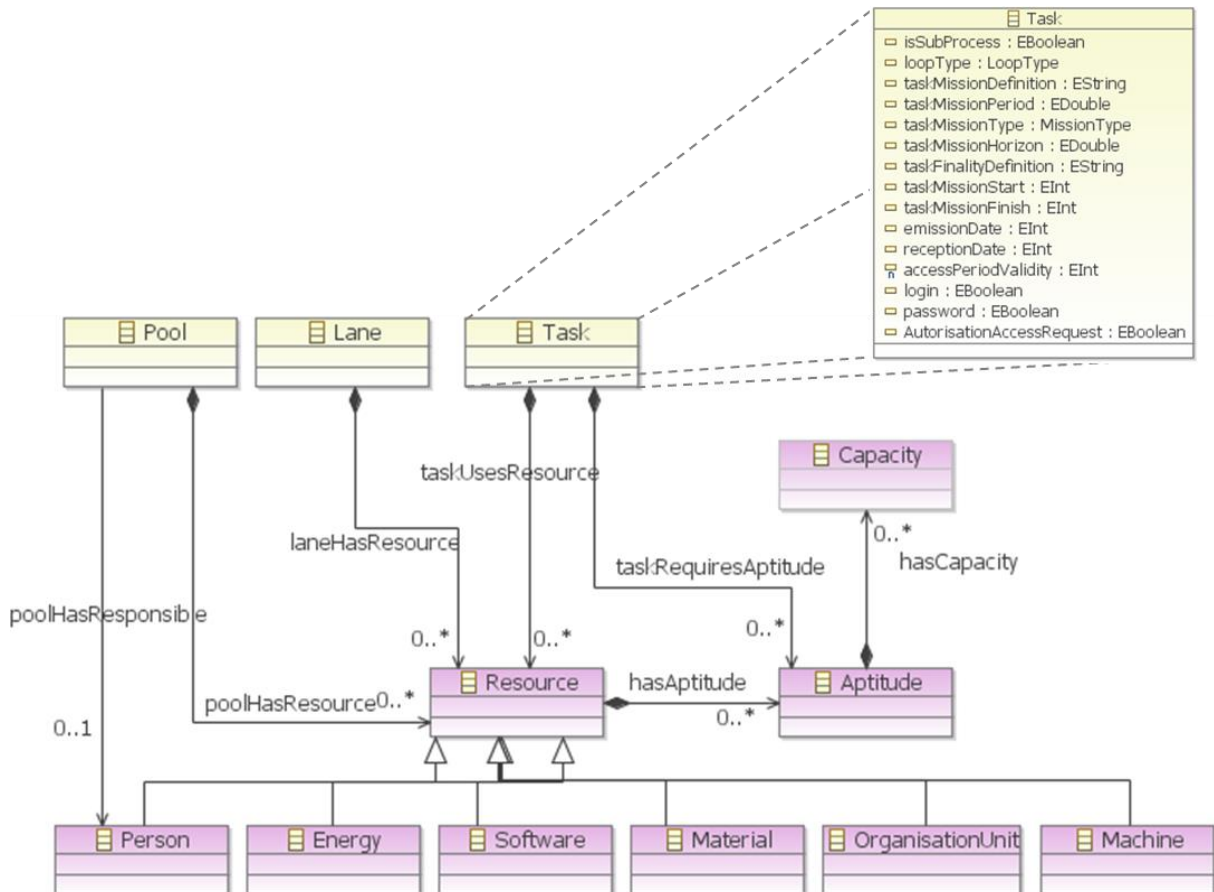 Task
isSubProcess : EBoolean
loopType : LoopType
taskMissionDefinition : EString
taskMissionPeriod : EDouble
taskMissionType : MissionType
taskMissionHorizon : EDouble
taskFinalityDefinition : EString
taskMissionStart : EInt
taskMissionFinish : EInt
emissionDate : EInt
receptionDate : EInt
accessPeriodValidity : EInt
login : EBoolean
password : EBoolean
AutorisationAccessRequest : EBoolean
Pool
Lane
Task
Capacity
taskUsesResource
0..*
laneHasResource
hasCapacity
taskRequiresAptitude
poolHasResponsible
0..*
0..*
0..*
Resource
hasAptitude
Aptitude
poolHasResource
0..*
0..*
0..1
Person
Energy
Software
Material
OrganisationUnit
Machine